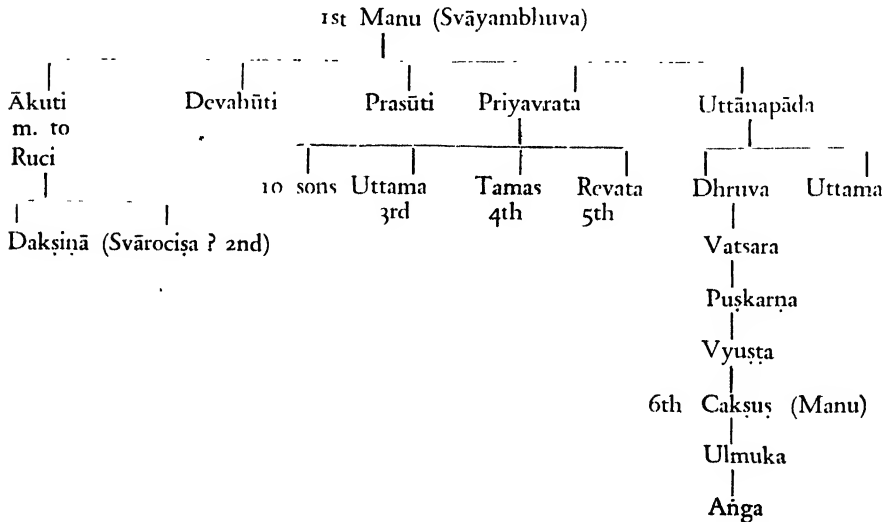 1st Manu (Svāyambhuva)
Ākuti Devahūti Prasūti Priyavrata Uttānapāda
m. to
Ruci
10 sons Uttama Tamas Revata Dhruva Uttama
3rd 4th 5th
Dakṣiṇā (Svārociṣa ? 2nd)
Vatsara
Puṣkarṇa
Vyuṣṭa
6th Cakṣuṣ (Manu)
Ulmuka
Aṅga